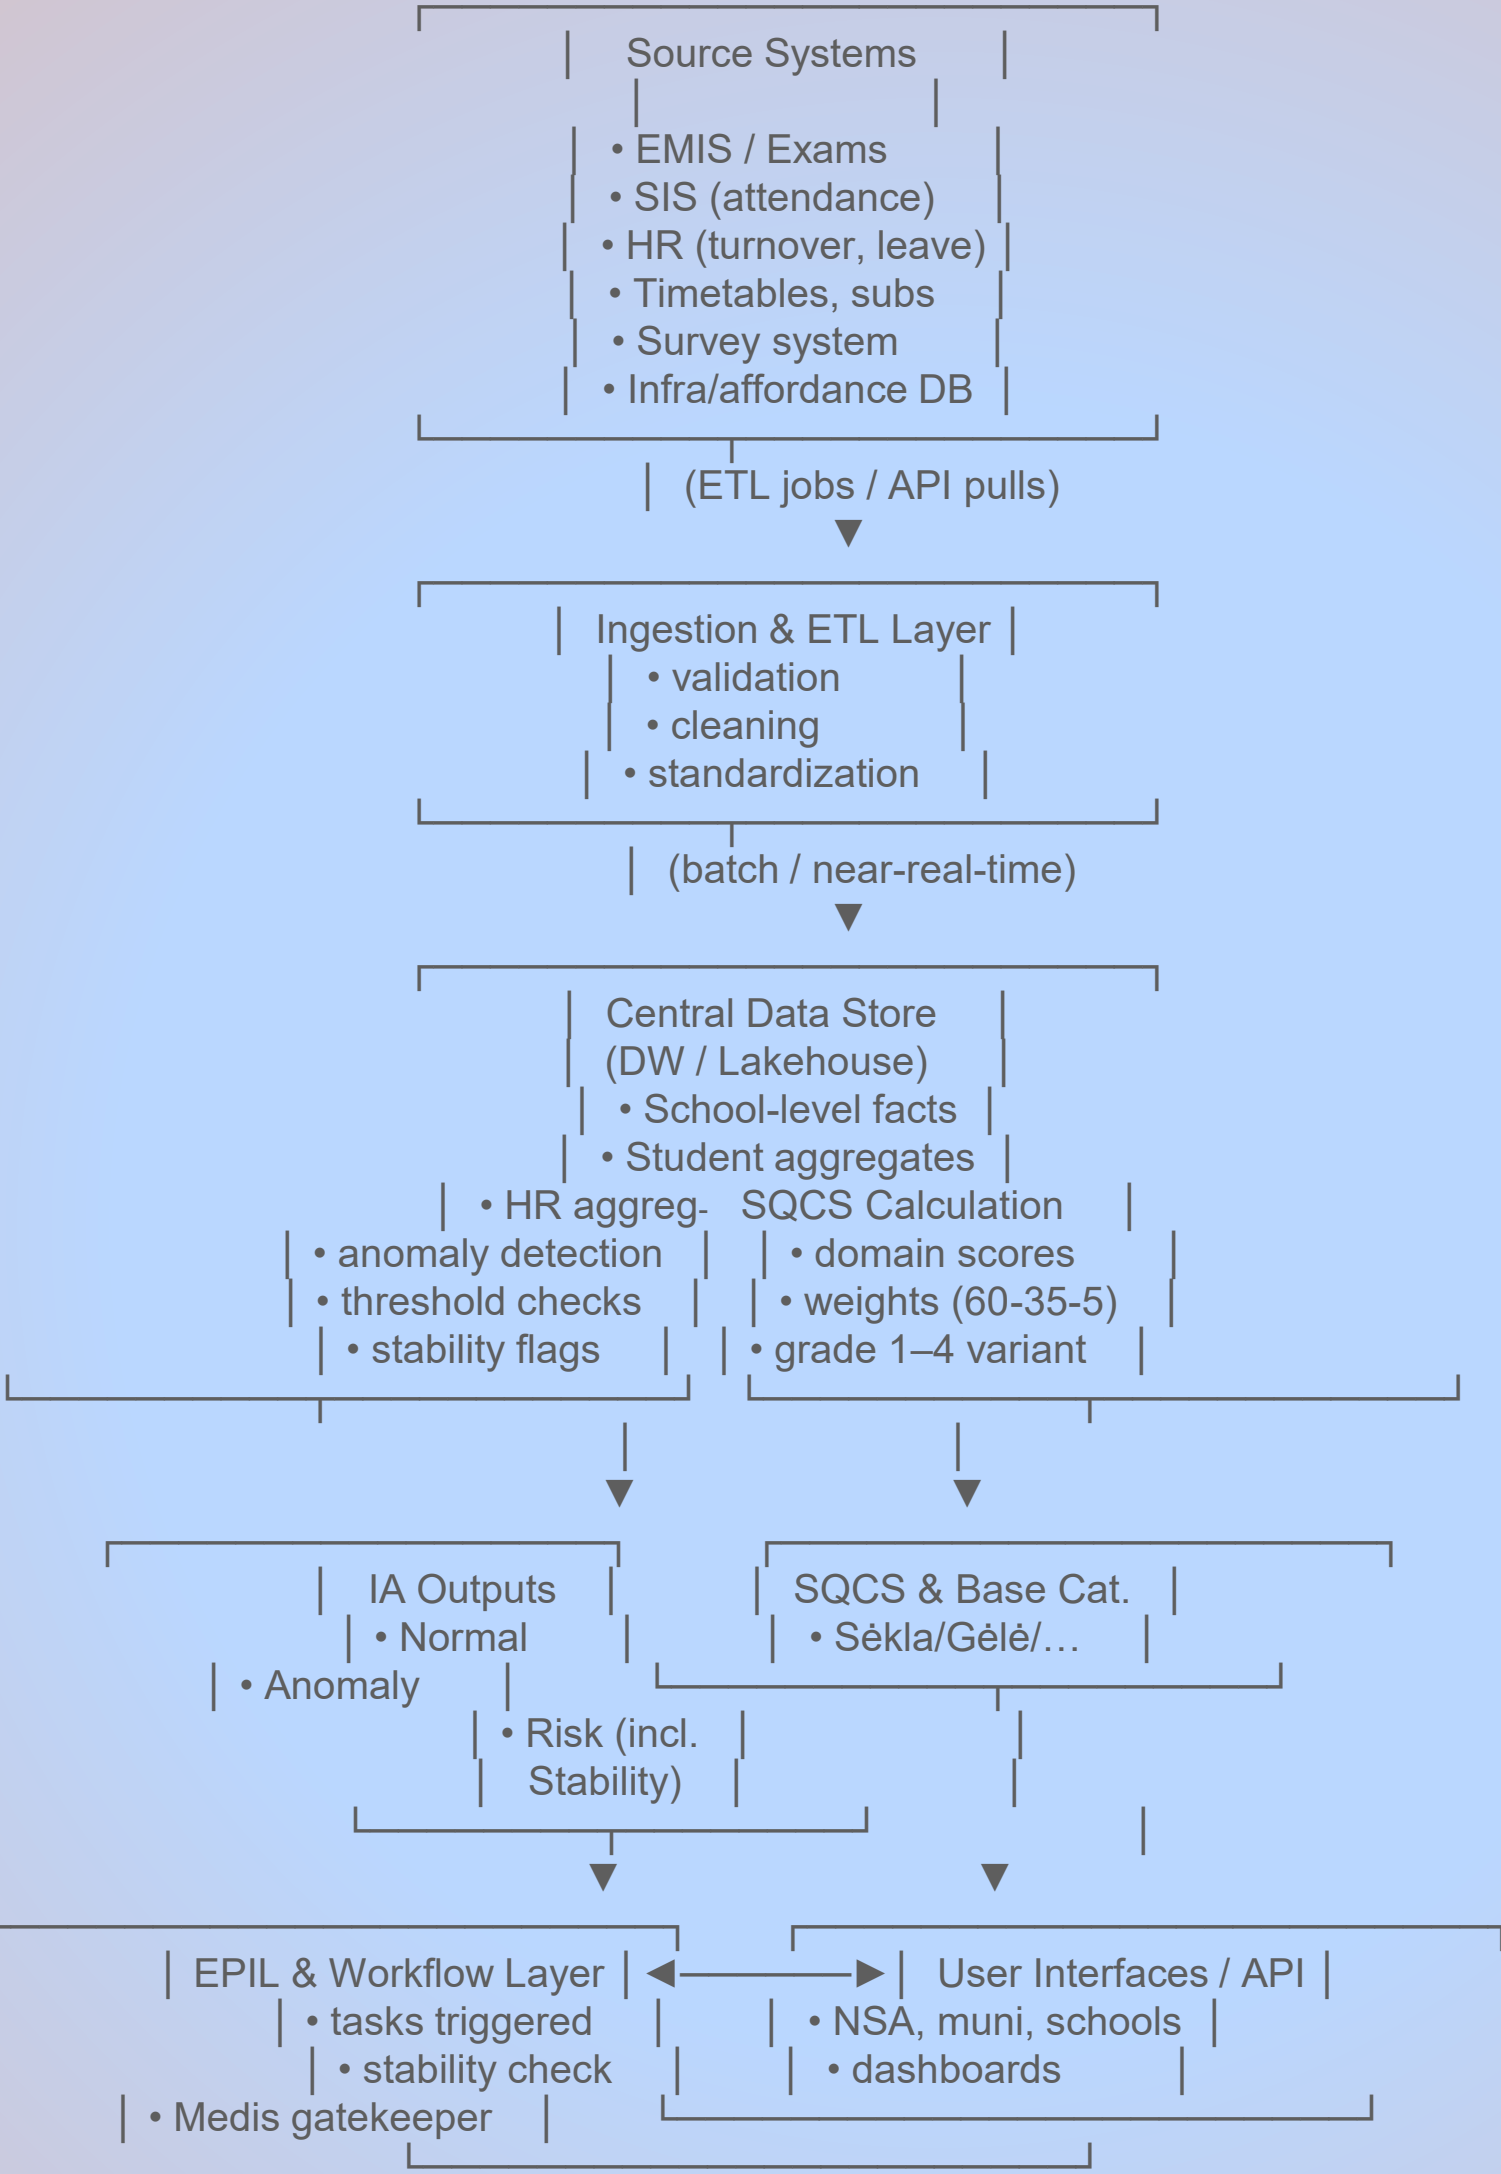 Source Systems
• EMIS / Exams
• SIS (attendance)
• HR (turnover, leave)
• Timetables, subs
• Survey system
• Infra/affordance DB
(ETL jobs / API pulls)
▼
Ingestion & ETL Layer
• validation
• cleaning
• standardization
(batch / near-real-time)
▼
Central Data Store
(DW / Lakehouse)
• School-level facts
• Student aggregates
• HR aggreg- SQCS Calculation
• anomaly detection • domain scores
• threshold checks • weights (60-35-5)
• stability flags • grade 1–4 variant
▼ ▼
IA Outputs SQCS & Base Cat.
• Normal • Sėkla/Gėlė/…
• Anomaly
• Risk (incl.
Stability)
▼ ▼
EPIL & Workflow Layer ◄──────► User Interfaces / API
• tasks triggered • NSA, muni, schools
• stability check • dashboards
• Medis gatekeeper